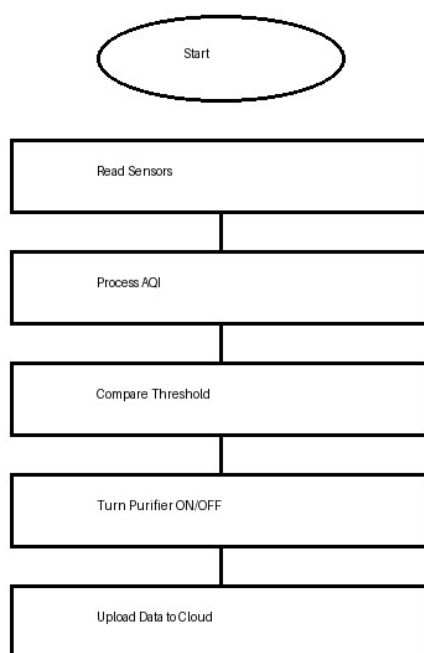 Start
Read Sensors
Process AQI
Compare Threshold
Turn Purifier ON/OFF
Upload Data to Cloud